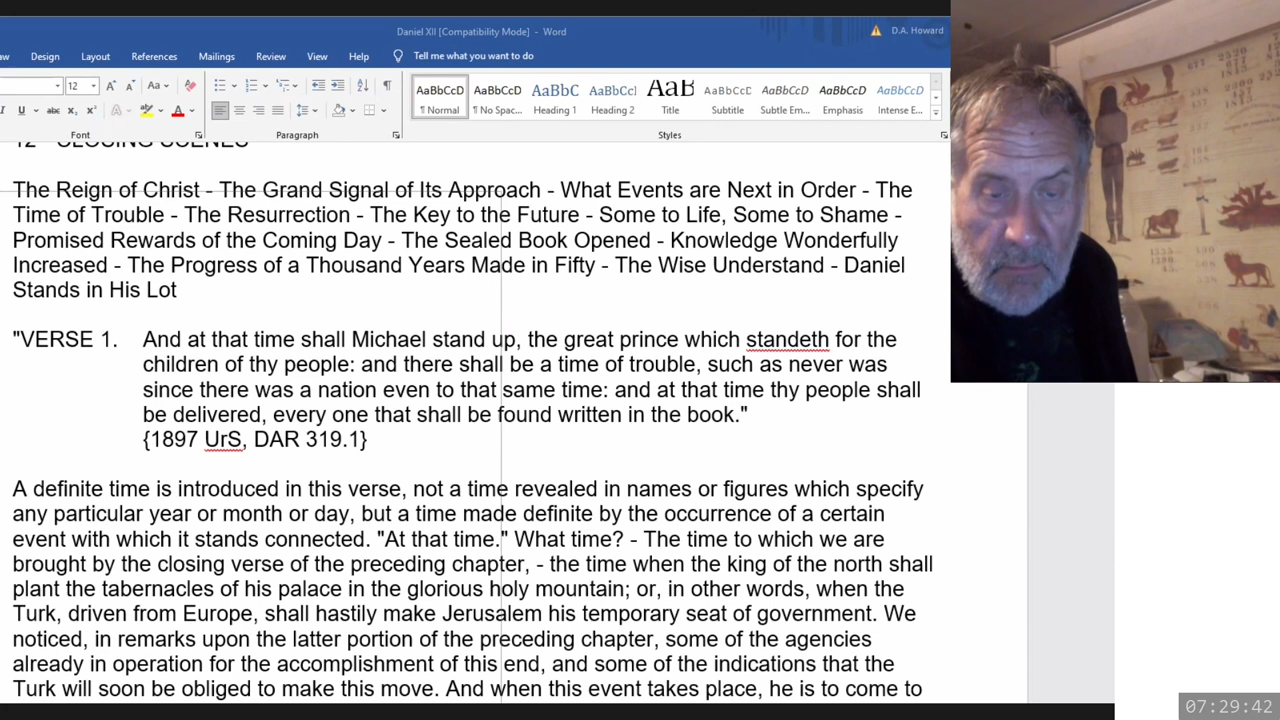 Daniel XII [Compatibility Mode] - Word
D.A. Howard
Design Layout References Mailings Review View Help Tell me what you want to do
12 Aa
U abc x₂ x² A A
AaBbCcD AaBbCcD AaBbC AaBbCcI AaB AaBbCcD AaBbCcD AaBbCcD AaBbCcD
¶ Normal ¶ No Spac... Heading 1 Heading 2 Title Subtitle Subtle Em... Emphasis Intense E...
Font Paragraph Styles
12 CLOSING SCENES
The Reign of Christ - The Grand Signal of Its Approach - What Events are Next in Order - The
Time of Trouble - The Resurrection - The Key to the Future - Some to Life, Some to Shame -
Promised Rewards of the Coming Day - The Sealed Book Opened - Knowledge Wonderfully
Increased - The Progress of a Thousand Years Made in Fifty - The Wise Understand - Daniel
Stands in His Lot
"VERSE 1. And at that time shall Michael stand up, the great prince which standeth for the
children of thy people: and there shall be a time of trouble, such as never was
since there was a nation even to that same time: and at that time thy people shall
be delivered, every one that shall be found written in the book."
{1897 UrS, DAR 319.1}
A definite time is introduced in this verse, not a time revealed in names or figures which specify
any particular year or month or day, but a time made definite by the occurrence of a certain
event with which it stands connected. "At that time." What time? - The time to which we are
brought by the closing verse of the preceding chapter, - the time when the king of the north shall
plant the tabernacles of his palace in the glorious holy mountain; or, in other words, when the
Turk, driven from Europe, shall hastily make Jerusalem his temporary seat of government. We
noticed, in remarks upon the latter portion of the preceding chapter, some of the agencies
already in operation for the accomplishment of this end, and some of the indications that the
Turk will soon be obliged to make this move. And when this event takes place, he is to come to
07:29:42